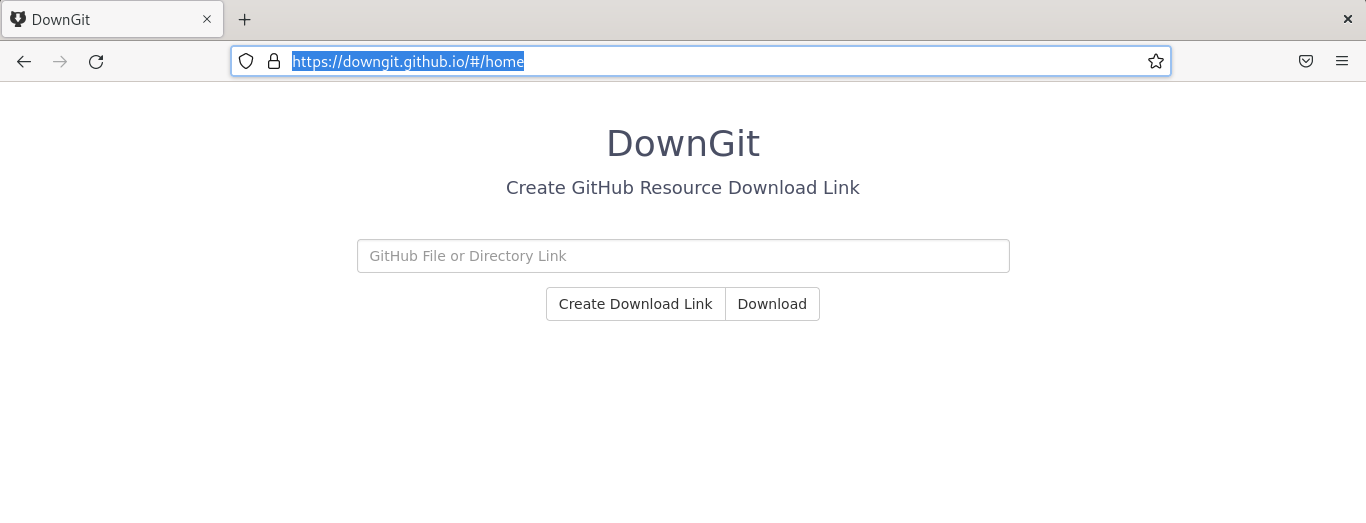 DownGit
https://downgit.github.io/#/home
DownGit
Create GitHub Resource Download Link
GitHub File or Directory Link
Create Download Link
Download